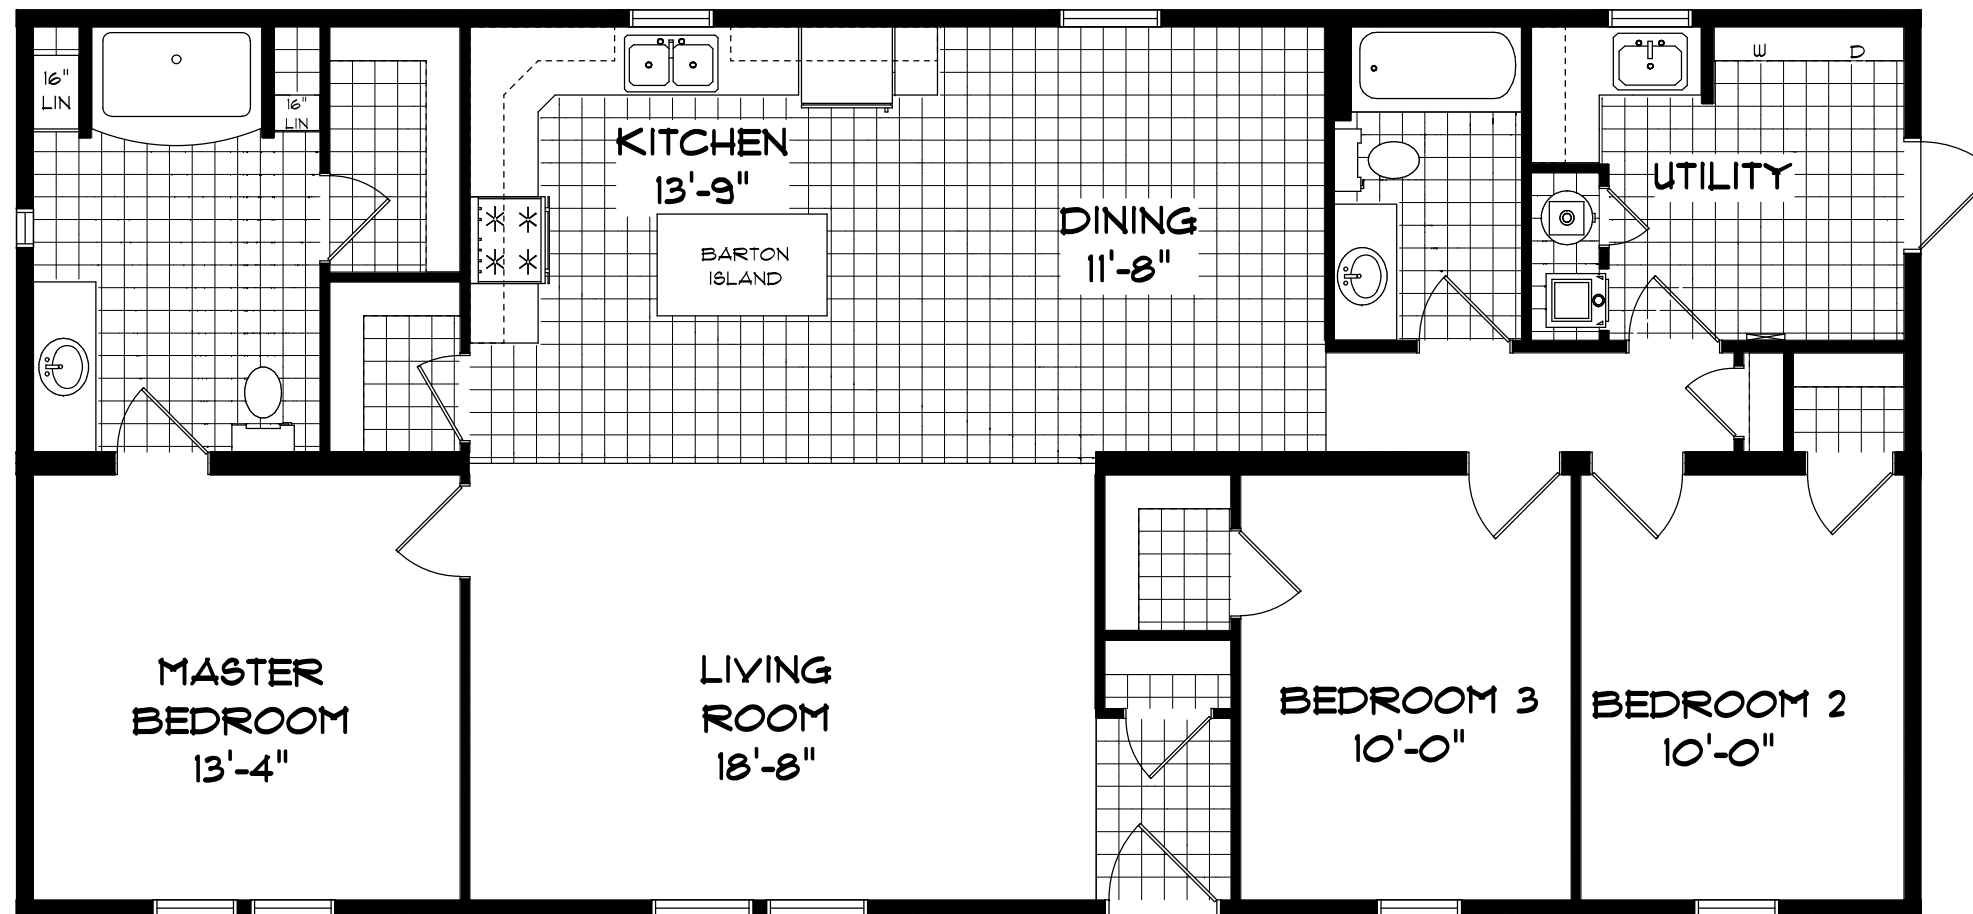 16"
LIN
16"
LIN
KITCHEN
13'-9"
BARTON
ISLAND
DINING
11'-8"
W
D
UTILITY
MASTER
BEDROOM
13'-4"
LIVING
ROOM
18'-8"
BEDROOM 3
10'-0"
BEDROOM 2
10'-0"